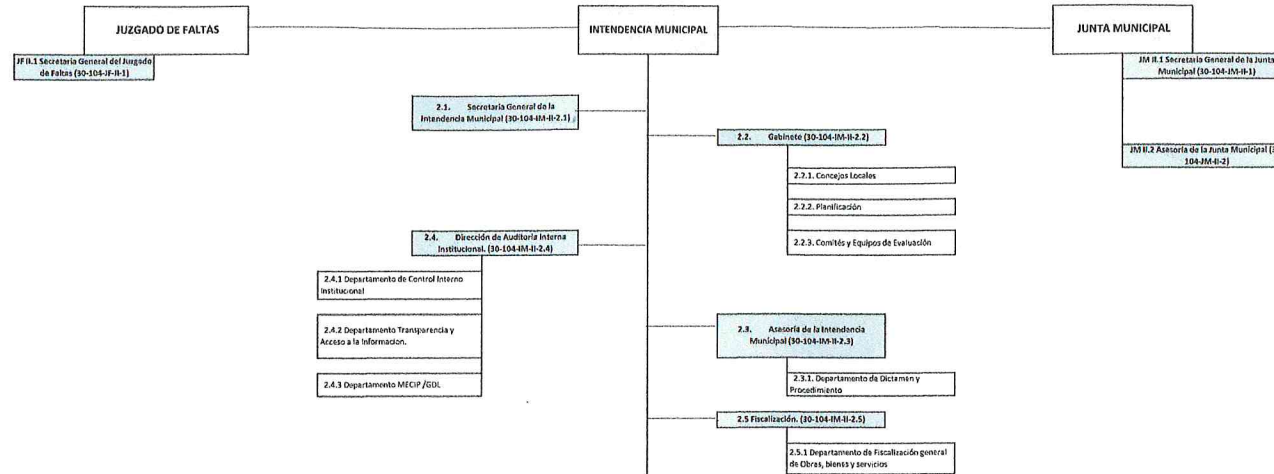 JUZGADO DE FALTAS
INTENDENCIA MUNICIPAL
JUNTA MUNICIPAL
JF II.1 Secretaria General del Jurgado
de Faltas (30-104-JF-II-1)
JM II.1 Secretaria General de la Junta
Municipal (30-104-JM-II-1)
2.1. Secretaria General de la
Intendencia Municipal (30-104-IM-II-2.1)
2.2. Gabinete (30-104-IM-II-2.2)
JM II.2 Asesoría de la Junta Municipal (3
104-JM-II-2)
2.2.1. Concejos Locales
2.2.2. Planificación
2.2.3. Comités y Equipos de Evaluación
2.4. Dirección de Auditoria Interna
Institucional. (30-104-IM-II-2.4)
2.4.1 Departamento de Control Interno
Institucional
2.4.2 Departamento Transparencia y
Acceso a la Informacion.
2.4.3 Departamento MECIP /GDL
2.3. Asesoría de la Intendencia
Municipal (30-104-IM-II-2.3)
2.3.1. Departamento de Dictamen y
Procedimiento
2.5 Fiscalización. (30-104-IM-II-2.5)
2.5.1 Departamento de Fiscalización general
de Obras, biense y servicios